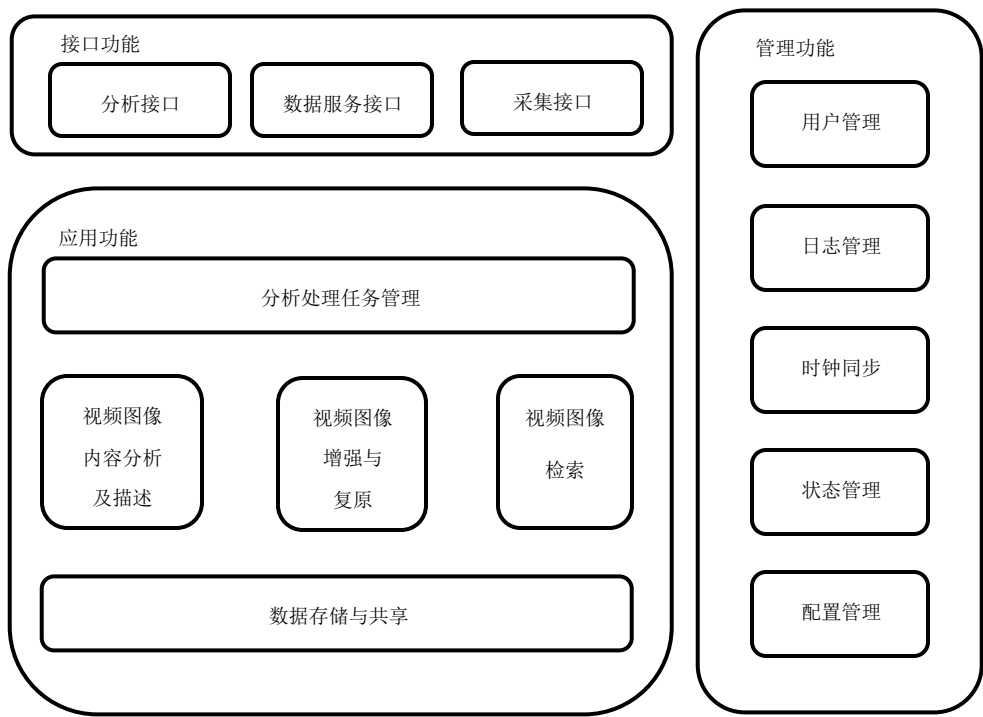 接口功能
分析接口
数据服务接口
采集接口
应用功能
分析处理任务管理
视频图像
内容分析
及描述
视频图像
增强与
复原
视频图像
检索
数据存储与共享
管理功能
用户管理
日志管理
时钟同步
状态管理
配置管理